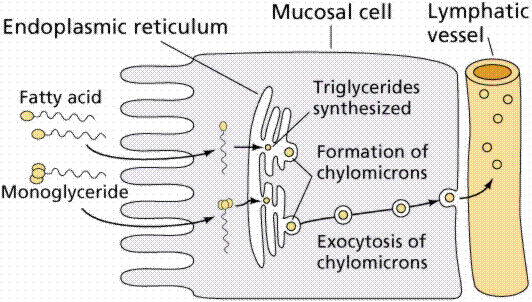 Mucosal cell
Lymphatic
vessel
Endoplasmic reticulum
Triglycerides
synthesized
Fatty acid
Formation of
chylomicrons
Monoglyceride
Exocytosis of
chylomicrons